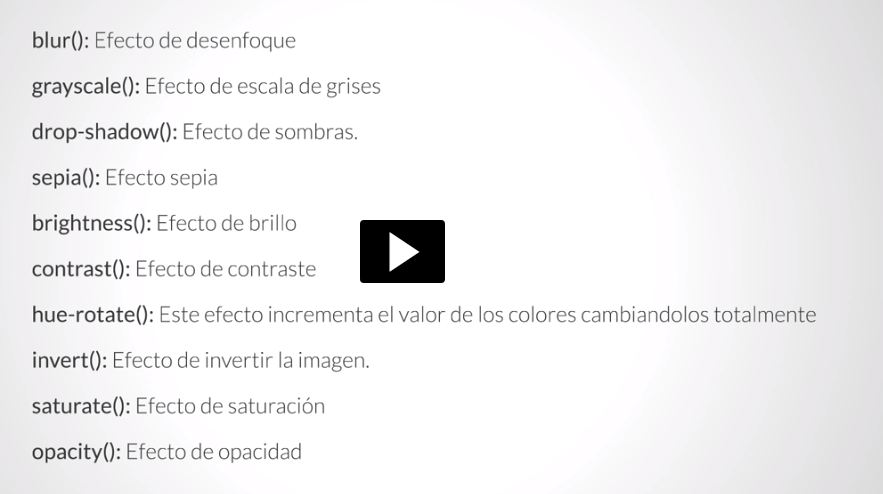 blur(): Efecto de desenfoque
grayscale(): Efecto de escala de grises
drop-shadow(): Efecto de sombras.
sepia(): Efecto sepia
brightness(): Efecto de brillo
contrast(): Efecto de contraste
hue-rotate(): Este efecto incrementa el valor de los colores cambiandolos totalmente
invert(): Efecto de invertir la imagen.
saturate(): Efecto de saturación
opacity(): Efecto de opacidad